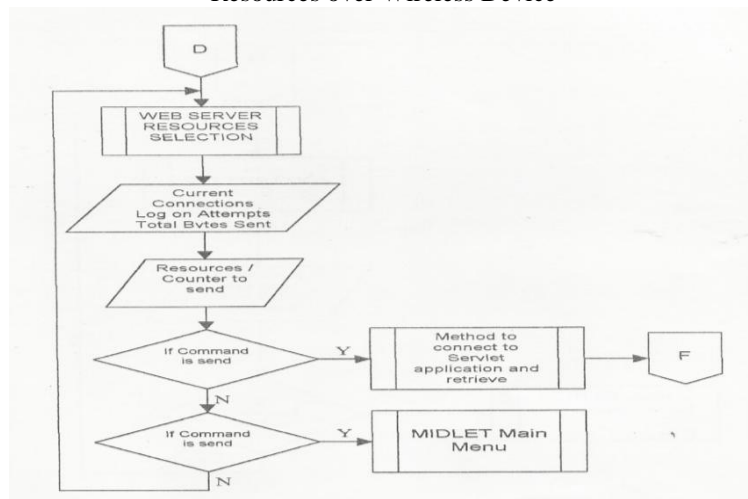 Resources over Wireless Device
D
WEB SERVER
RESOURCES
SELECTION
Current
Connections
Log on Attempts
Total Bytes Sent
Resources /
Counter to
send
If Command
is send
Y
Method to
connect to
Servlet
application and
retrieve
F
N
If Command
is send
Y
MIDLET Main
Menu
N